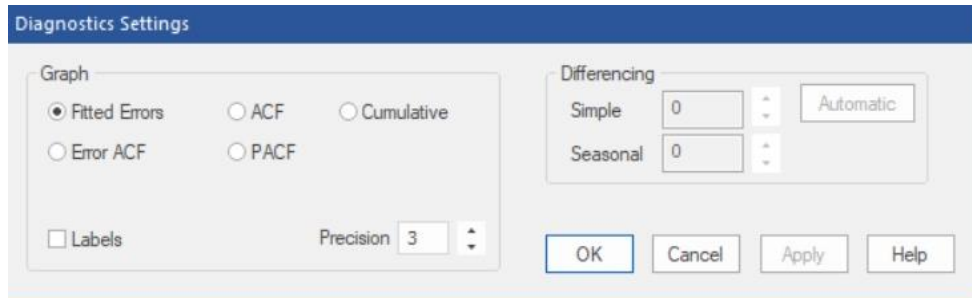 Diagnostics Settings
Graph
Fitted Errors
ACF
Cumulative
Error ACF
PACF
Labels
Precision 3
Differencing
Simple 0
Automatic
Seasonal 0
OK
Cancel
Apply
Help